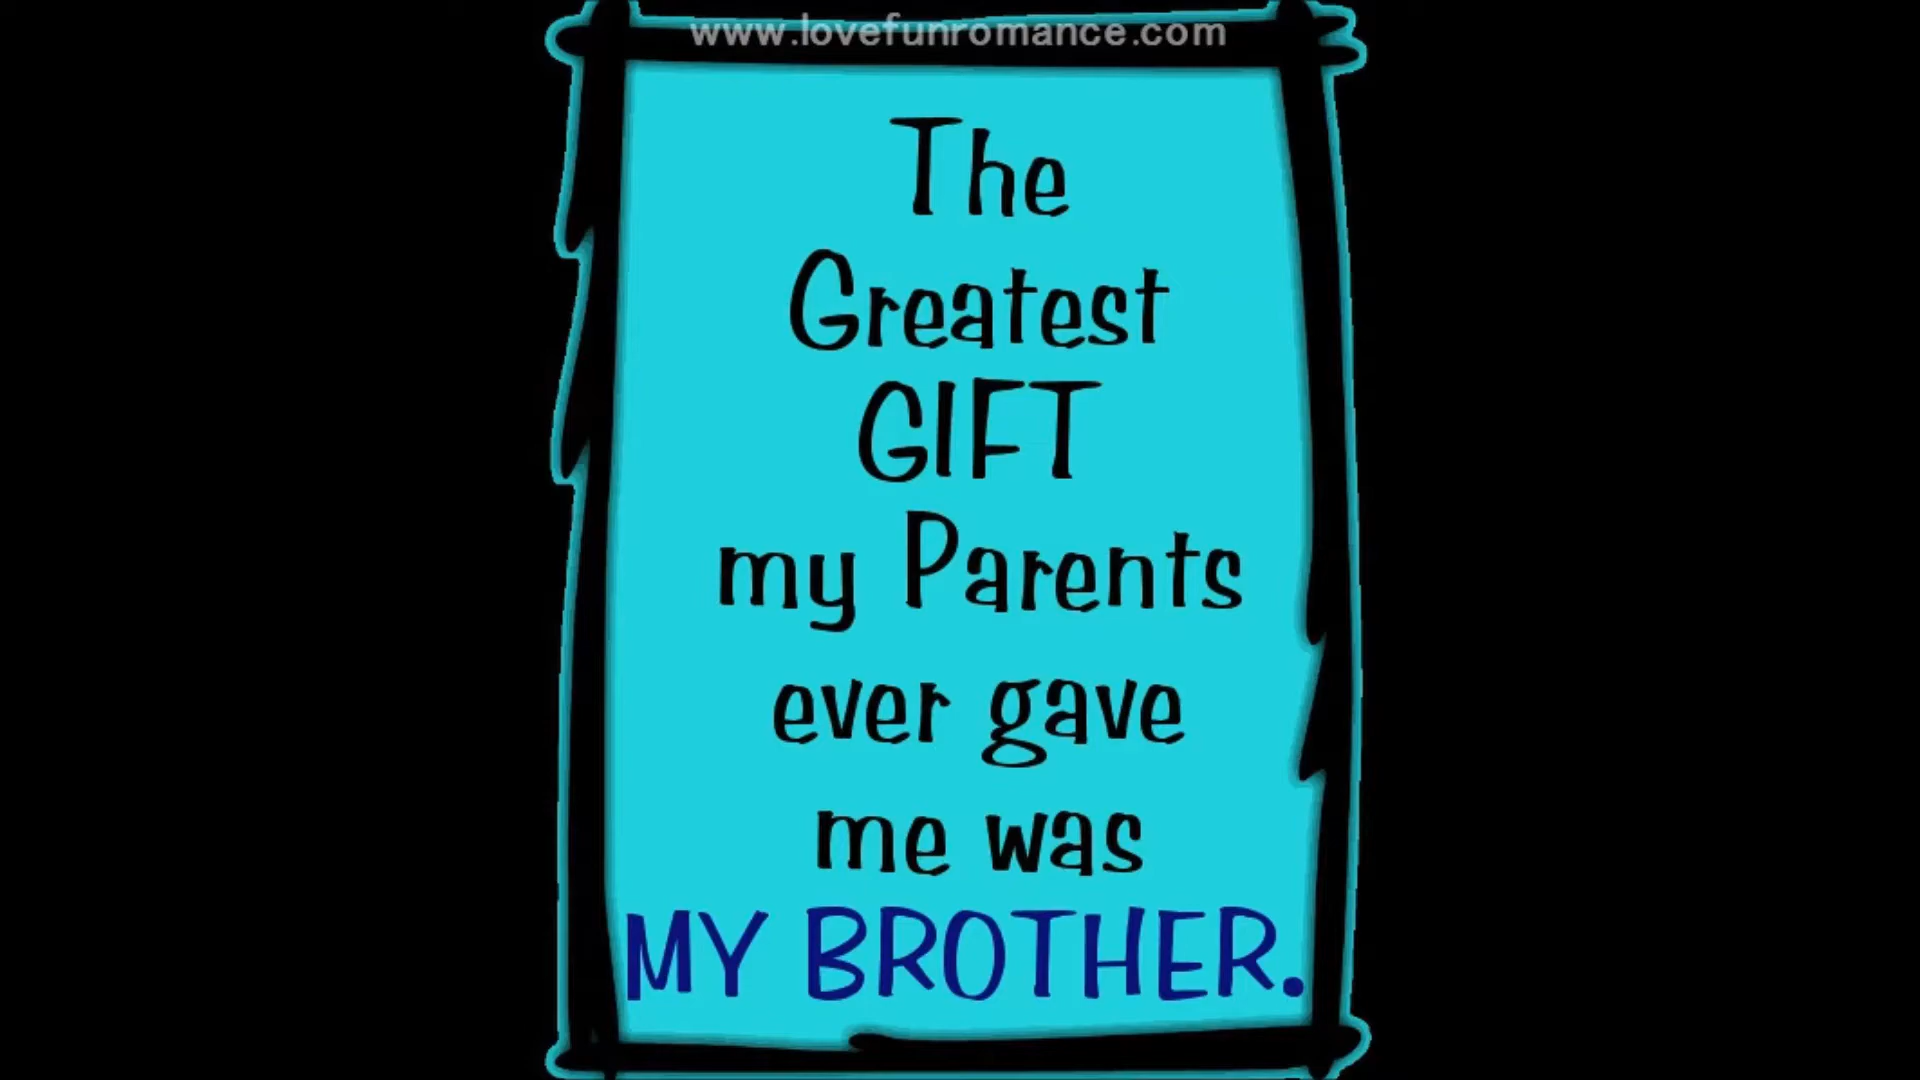 www.lovefunromance.com
The
Greatest
GIFT
my Parents
ever gave
me was
MY BROTHER.